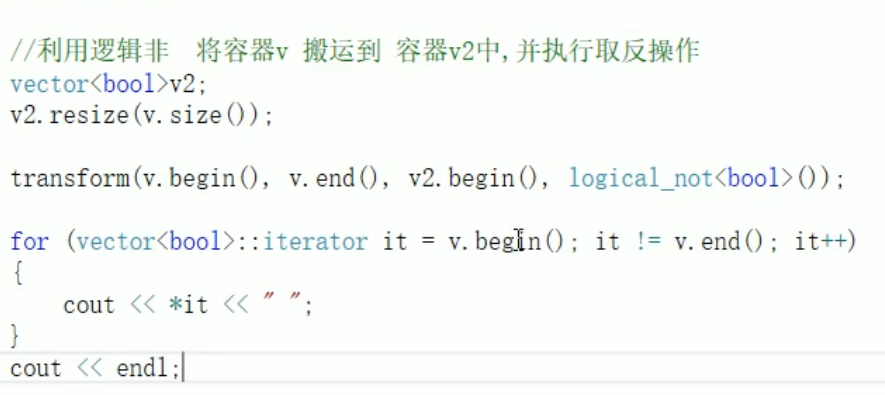 //利用逻辑非  将容器v 搬运到 容器v2中,并执行取反操作
vector<bool>v2;
v2.resize(v.size());
transform(v.begin(), v.end(), v2.begin(), logical_not<bool>());
for (vector<bool>::iterator it = v.begin(); it != v.end(); it++)
{
    cout << *it << " ";
}
cout << endl;